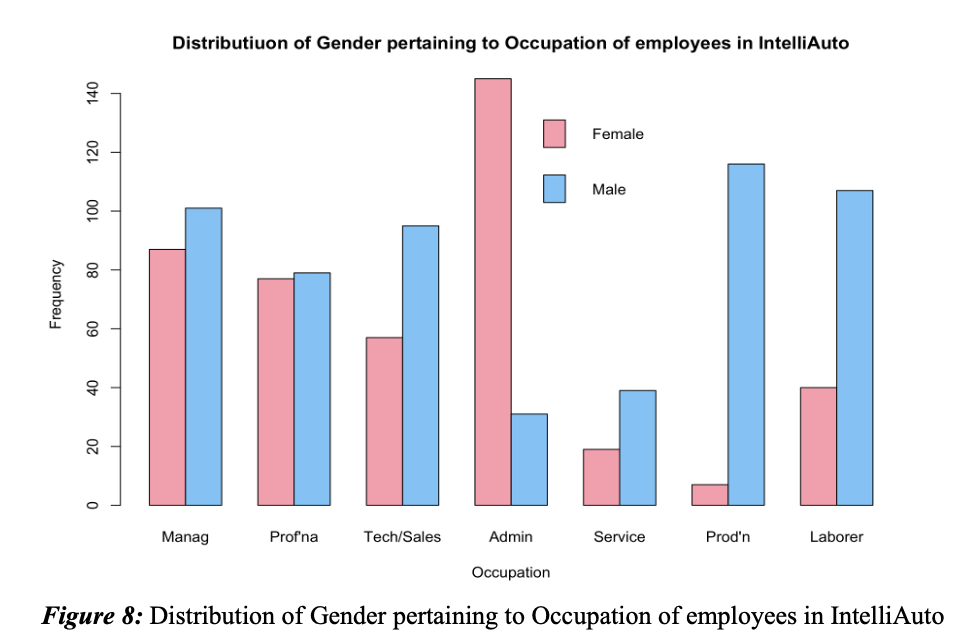 Distributiuon of Gender pertaining to Occupation of employees in IntelliAuto
140
120
100
80
60
40
20
0
Frequency
Female
Male
Manag Prof'na Tech/Sales Admin Service Prod'n Laborer
Occupation
Figure 8: Distribution of Gender pertaining to Occupation of employees in IntelliAuto